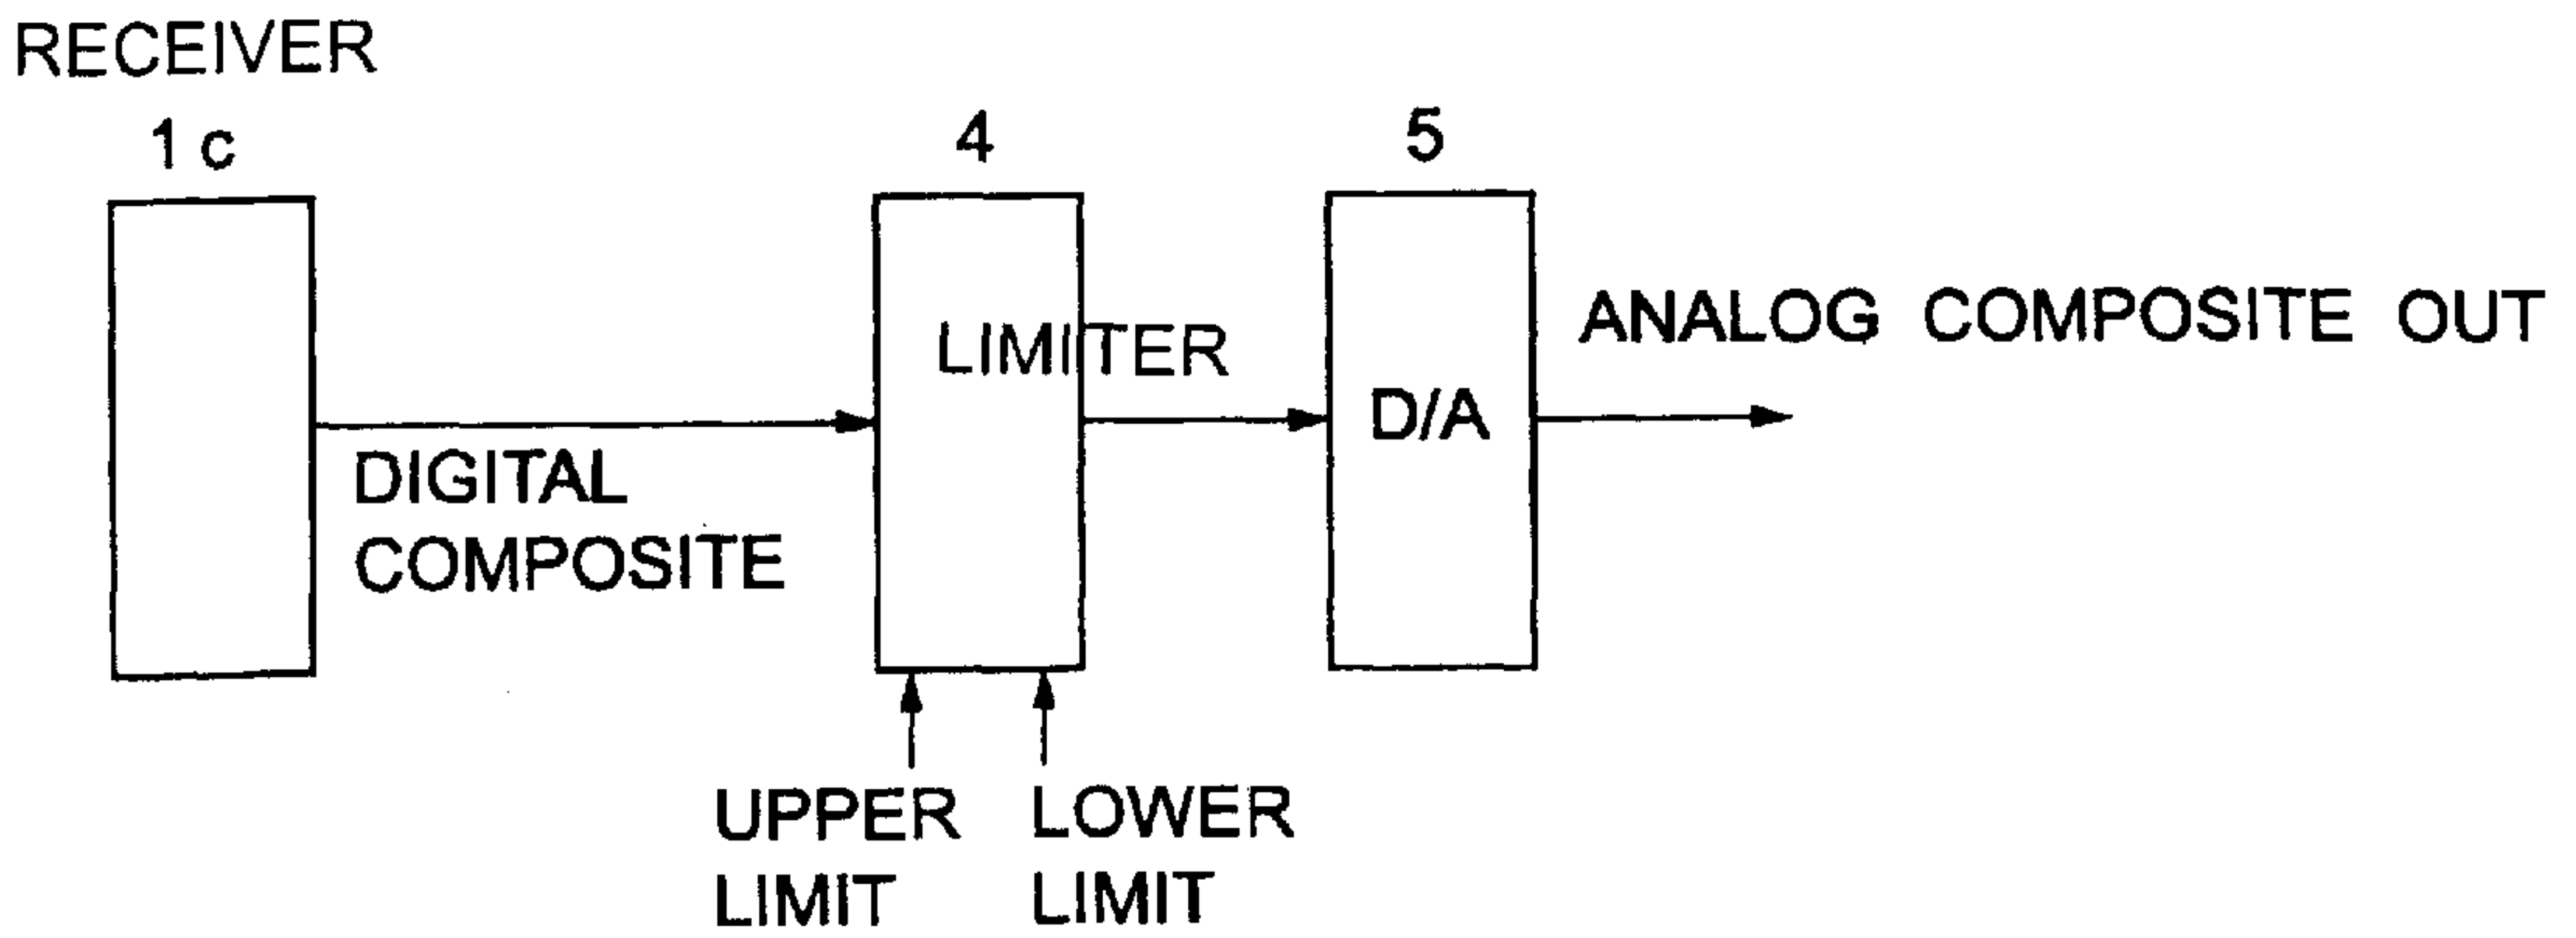 RECEIVER
1 c
4
5
ANALOG COMPOSITE OUT
LIMITER
D/A
DIGITAL
COMPOSITE
UPPER
LIMIT
LOWER
LIMIT